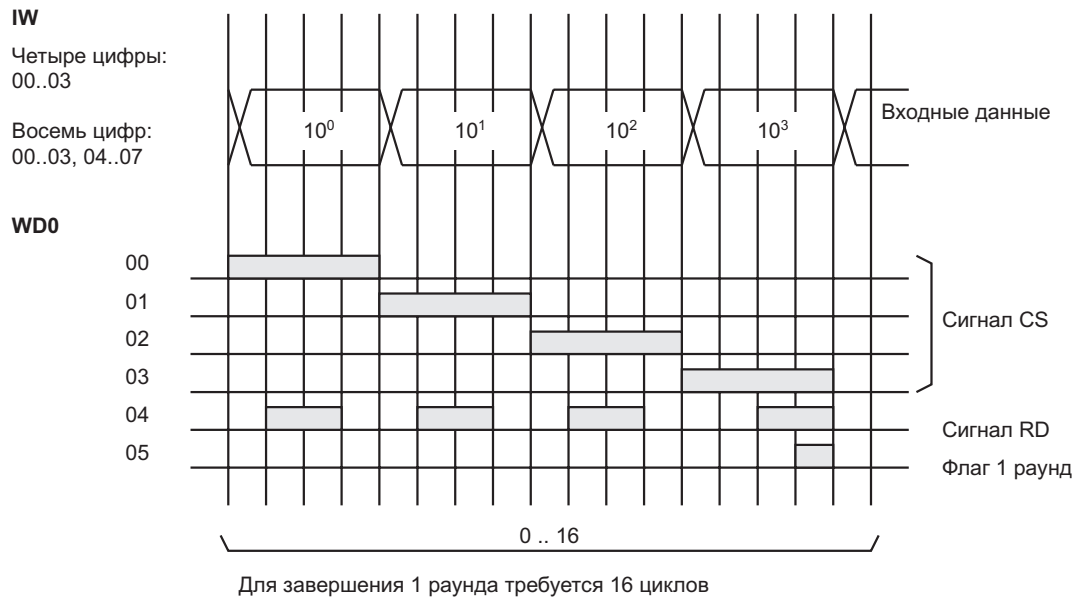 IW
Четыре цифры:
00..03
Восемь цифр:
00..03, 04..07
10⁰
10¹
10²
10³
Входные данные
WD0
00
01
02
03
04
05
Сигнал CS
Сигнал RD
Флаг 1 раунд
0 .. 16
Для завершения 1 раунда требуется 16 циклов